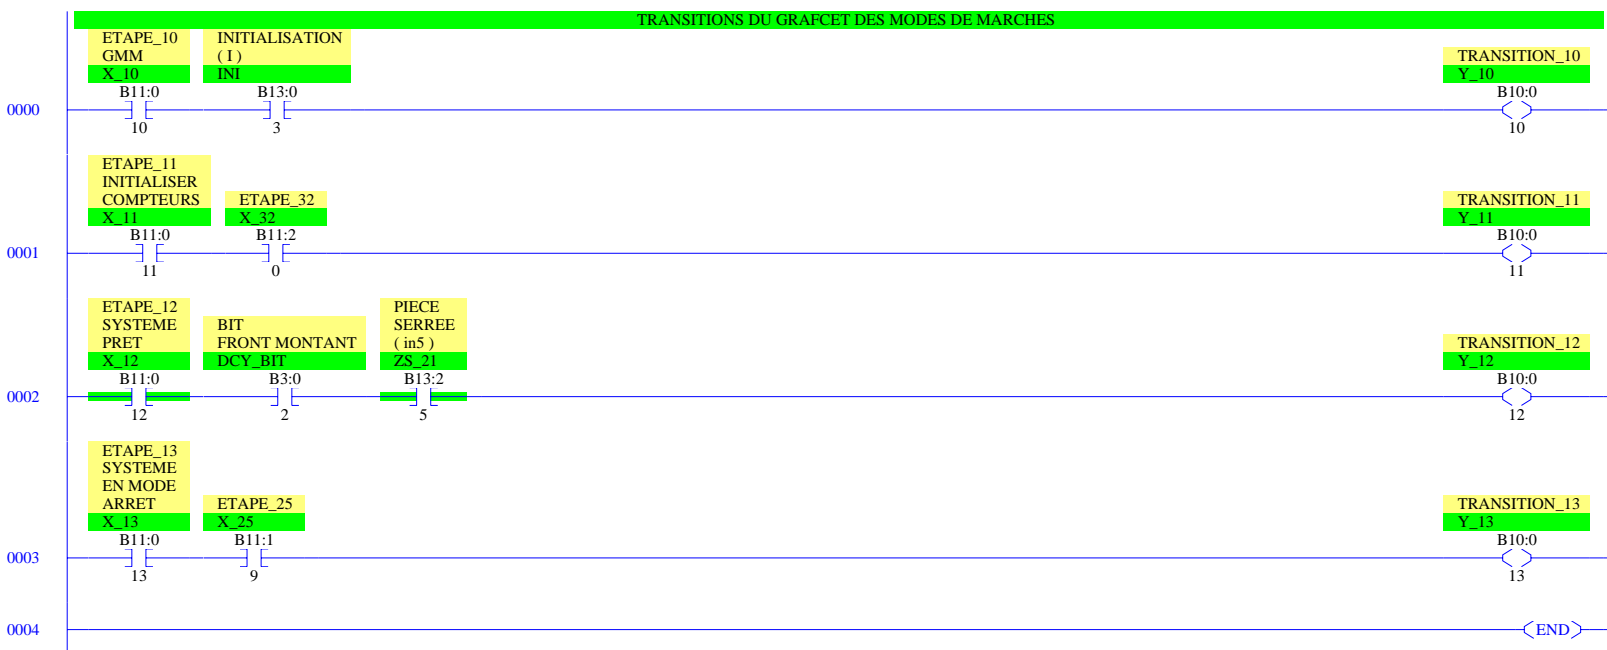 TRANSITIONS DU GRAFCET DES MODES DE MARCHES
ETAPE_10 INITIALISATION
GMM ( I ) TRANSITION_10
X_10 INI Y_10
B11:0 B13:0 B10:0
0000
10 3 10
ETAPE_11
INITIALISER
COMPTEURS ETAPE_32 TRANSITION_11
X_11 X_32 Y_11
B11:0 B11:2 B10:0
0001
11 0 11
ETAPE_12 PIECE
SYSTEME BIT SERREE
PRET FRONT MONTANT ( in5 ) TRANSITION_12
X_12 DCY_BIT ZS_21 Y_12
B11:0 B3:0 B13:2 B10:0
0002
12 2 5 12
ETAPE_13
SYSTEME
EN MODE
ARRET ETAPE_25 TRANSITION_13
X_13 X_25 Y_13
B11:0 B11:1 B10:0
0003
13 9 13
0004 END